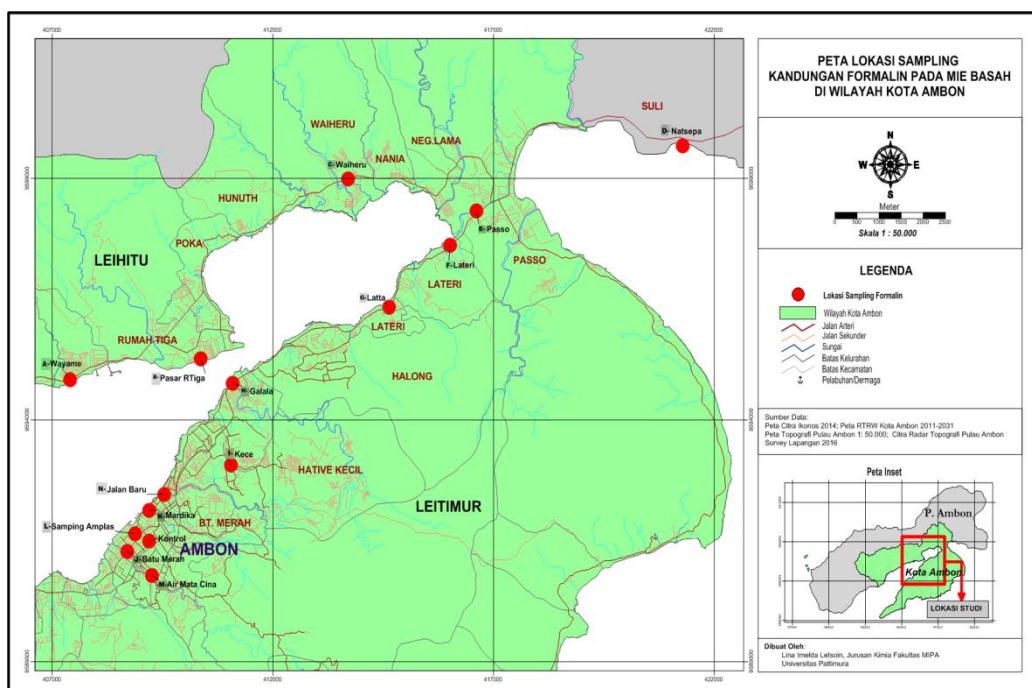 407000
412000
417000
422000
PETA LOKASI SAMPLING
KANDUNGAN FORMALIN PADA MIE BASAH
DI WILAYAH KOTA AMBON
SULI
D-Natsepa
WAIHERU
NEG.LAMA
NANIA
C-Waiheru
HUNUTH
E-Passo
POKA
LEIHITU
F-Lateri
PASSO
LATERI
G-Latta
LATERI
RUMAH TIGA
A-Wayame
B-Pasar RTiga
HALONG
H-Galala
I-Kece
HATIVE KECIL
N-Jalan Baru
K-Mardika
LEITIMUR
L-Samping Amplas
BT. MERAH
Kontrol
AMBON
J-Batu Merah
M-Air Mata Cina
407000
412000
417000
422000
N
W
E
S
Meter
0
500
1000
1500
2000
2500
Skala 1 : 50.000
LEGENDA
Lokasi Sampling Formalin
Wilayah Kota Ambon
Jalan Arteri
Jalan Sekunder
Sungai
Batas Kelurahan
Batas Kecamatan
Pelabuhan/Dermaga
Sumber Data:
Peta Citra Ikonos 2014; Peta RTRW Kota Ambon 2011-2031
Peta Topografi Pulau Ambon 1: 50.000; Citra Radar Topografi Pulau Ambon
Survey Lapangan 2016
Peta Inset
P. Ambon
Kota Ambon
LOKASI STUDI
Dibuat Oleh:
Lina Imelda Letsoin, Jurusan Kimia Fakultas MIPA
Universitas Pattimura